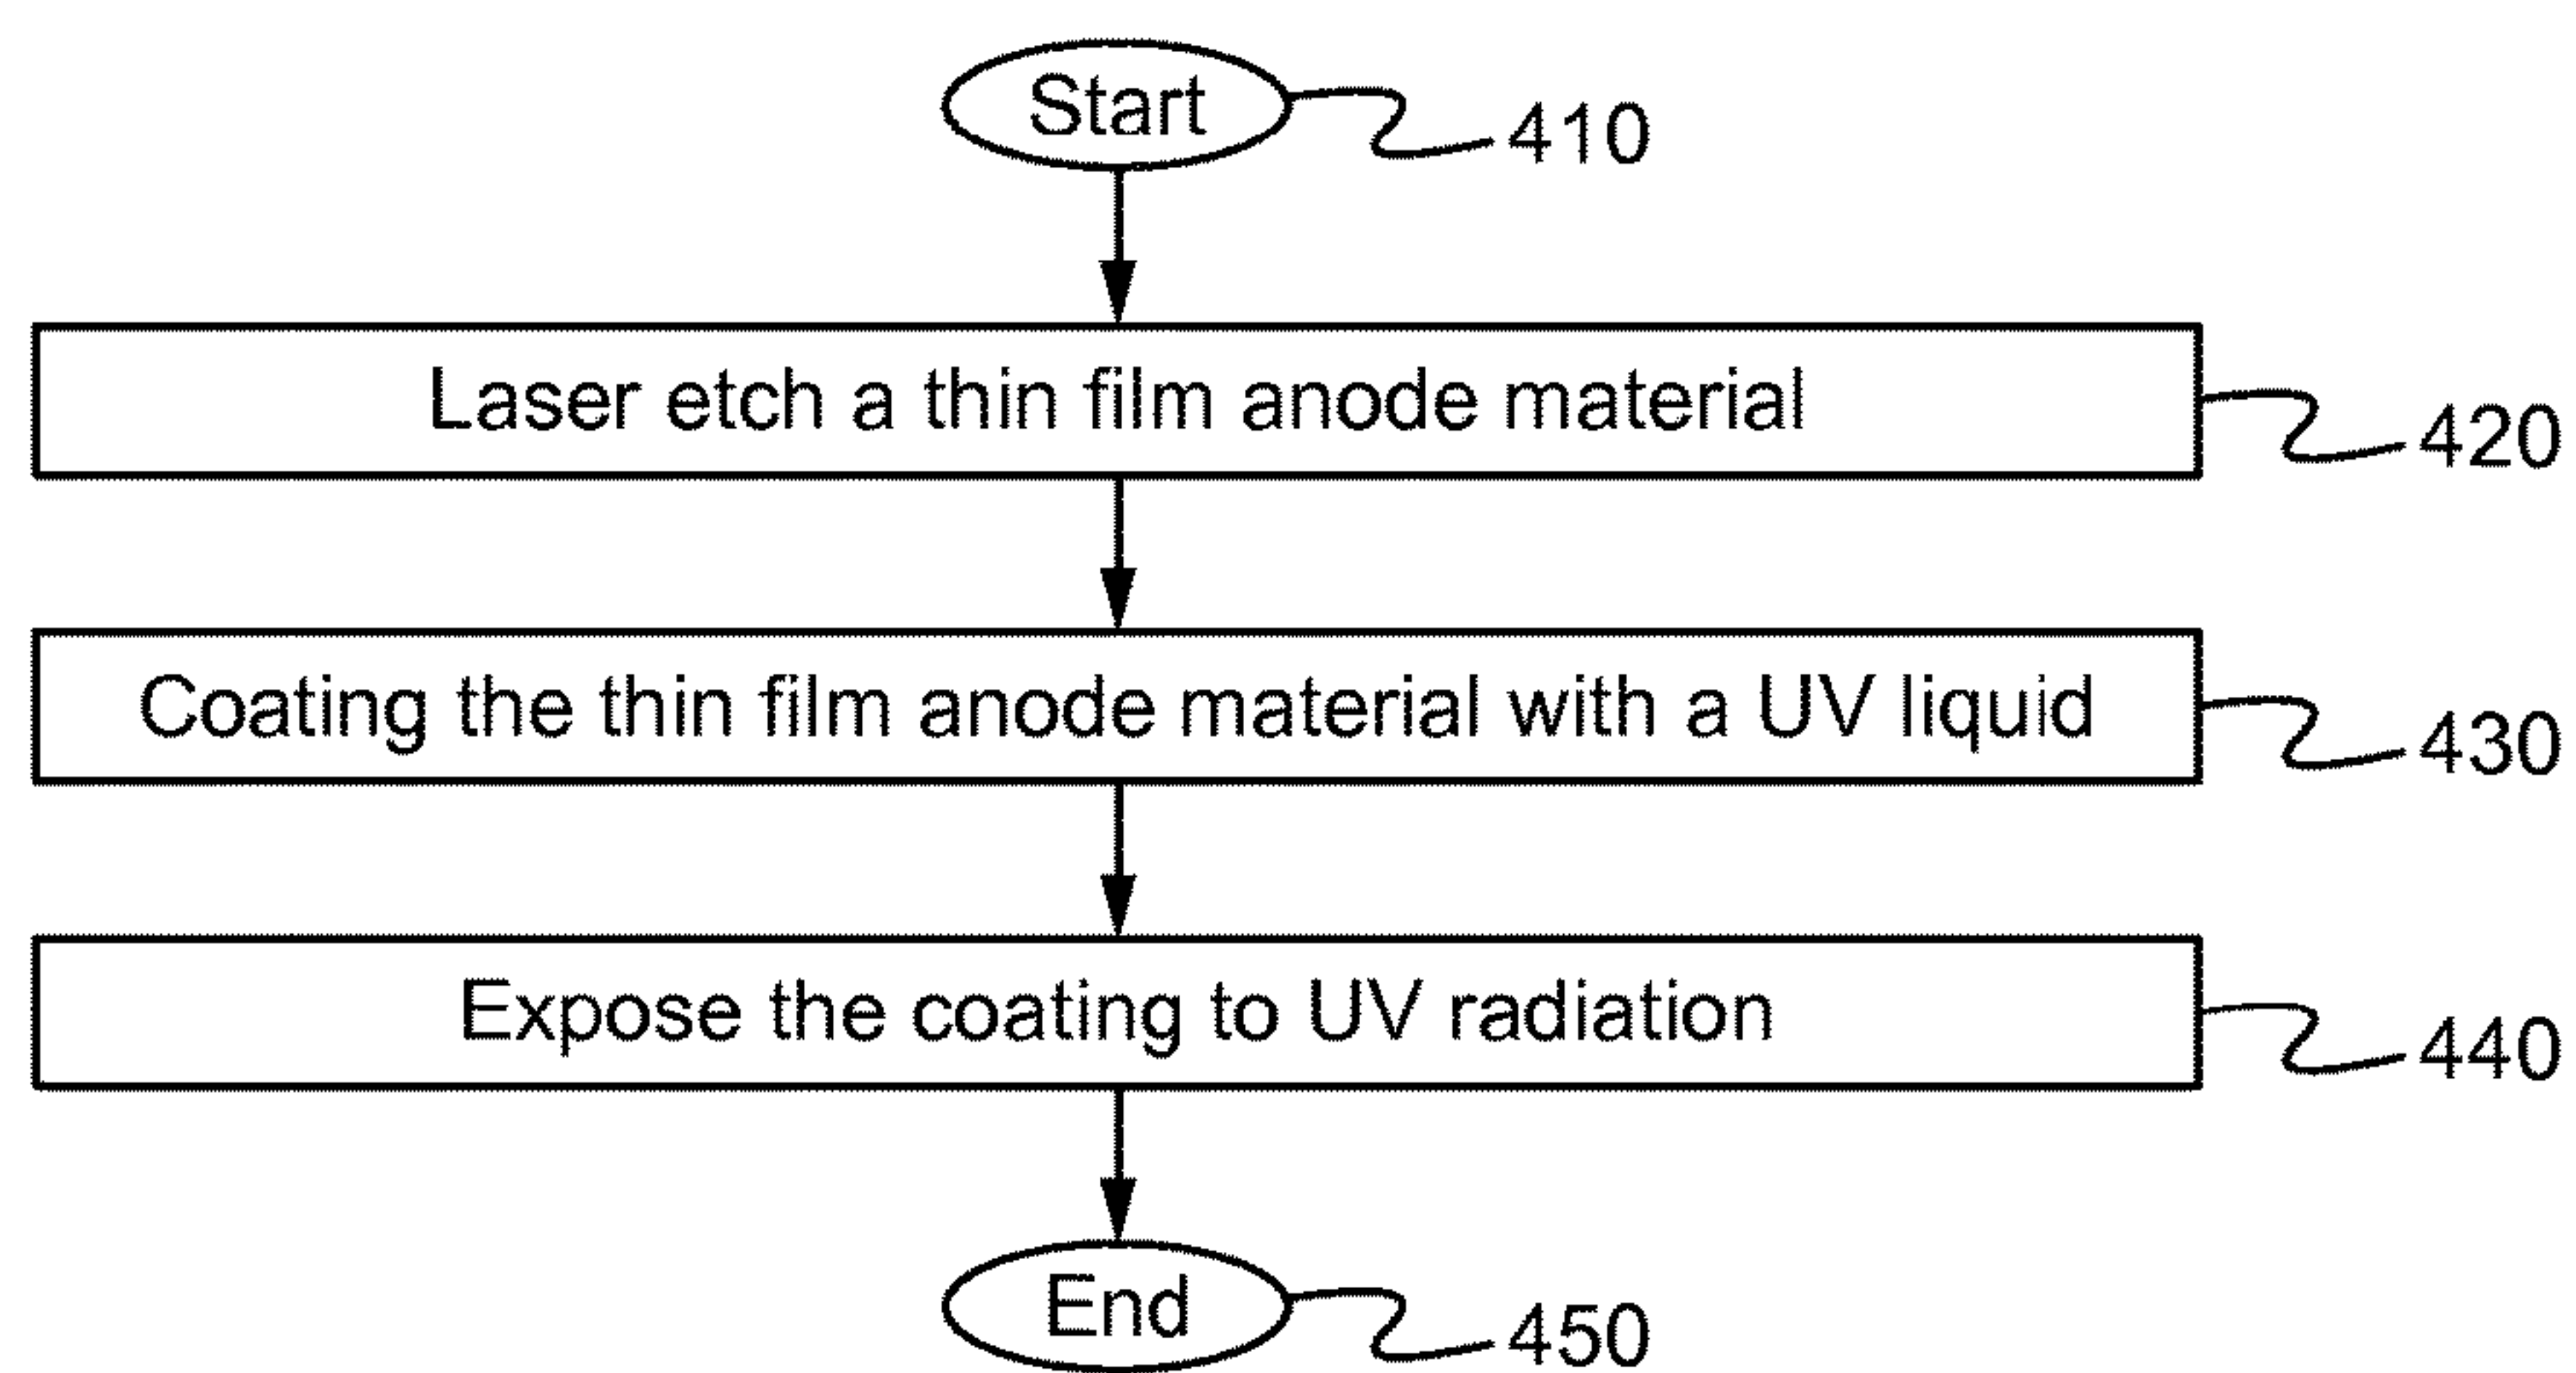 Start
410
Laser etch a thin film anode material
420
Coating the thin film anode material with a UV liquid
430
Expose the coating to UV radiation
440
End
450